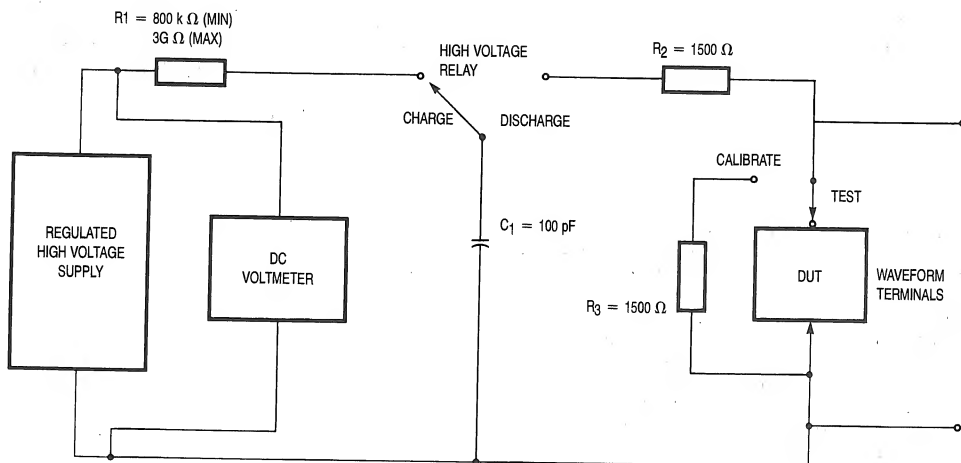 R1 = 800 k Ω (MIN)
3G Ω (MAX)
HIGH VOLTAGE
RELAY
R2 = 1500 Ω
CHARGE
DISCHARGE
CALIBRATE
TEST
REGULATED
HIGH VOLTAGE
SUPPLY
DC
VOLTMETER
C1 = 100 pF
R3 = 1500 Ω
DUT
WAVEFORM
TERMINALS